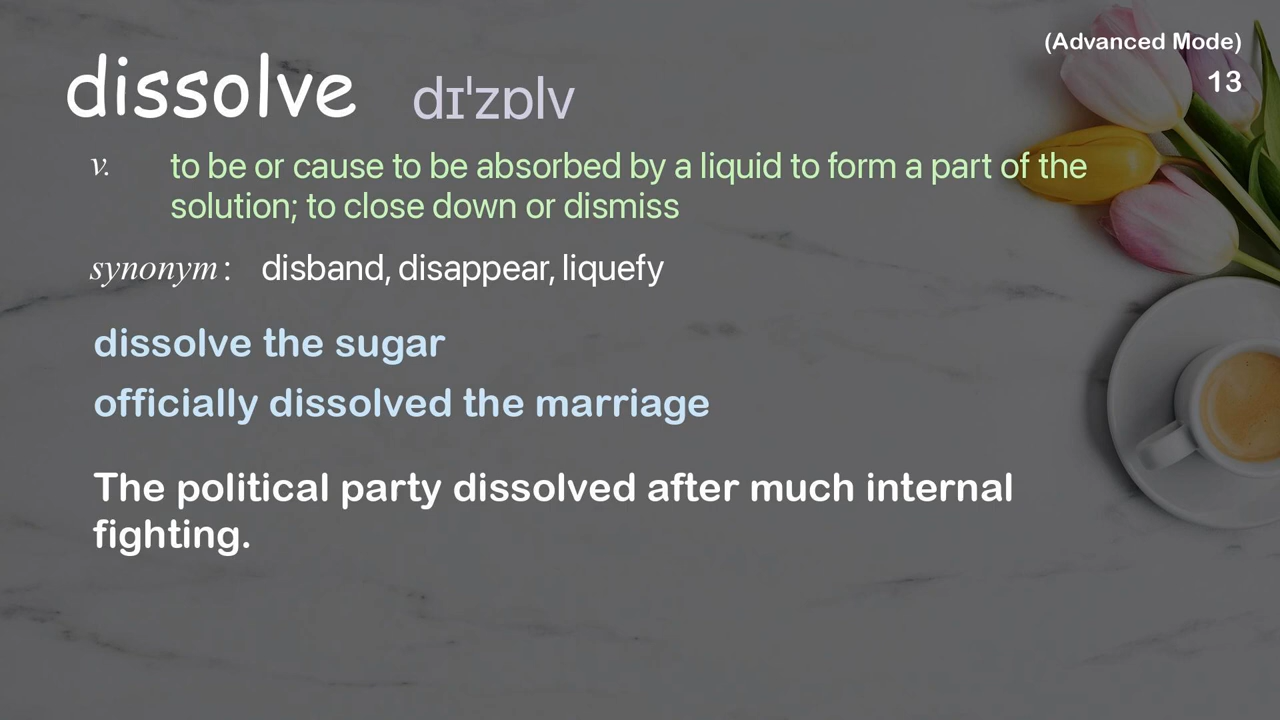 (Advanced Mode)
13
dissolve dɪˈzɒlv
v. to be or cause to be absorbed by a liquid to form a part of the
solution; to close down or dismiss
synonym: disband, disappear, liquefy
dissolve the sugar
officially dissolved the marriage
The political party dissolved after much internal
fighting.